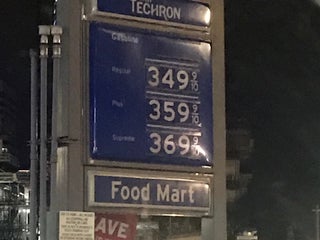 TECHRON
Gasoline
Regular 349 9/10
Plus 359 9/10
Supreme 369 9/10
Food Mart
AVE